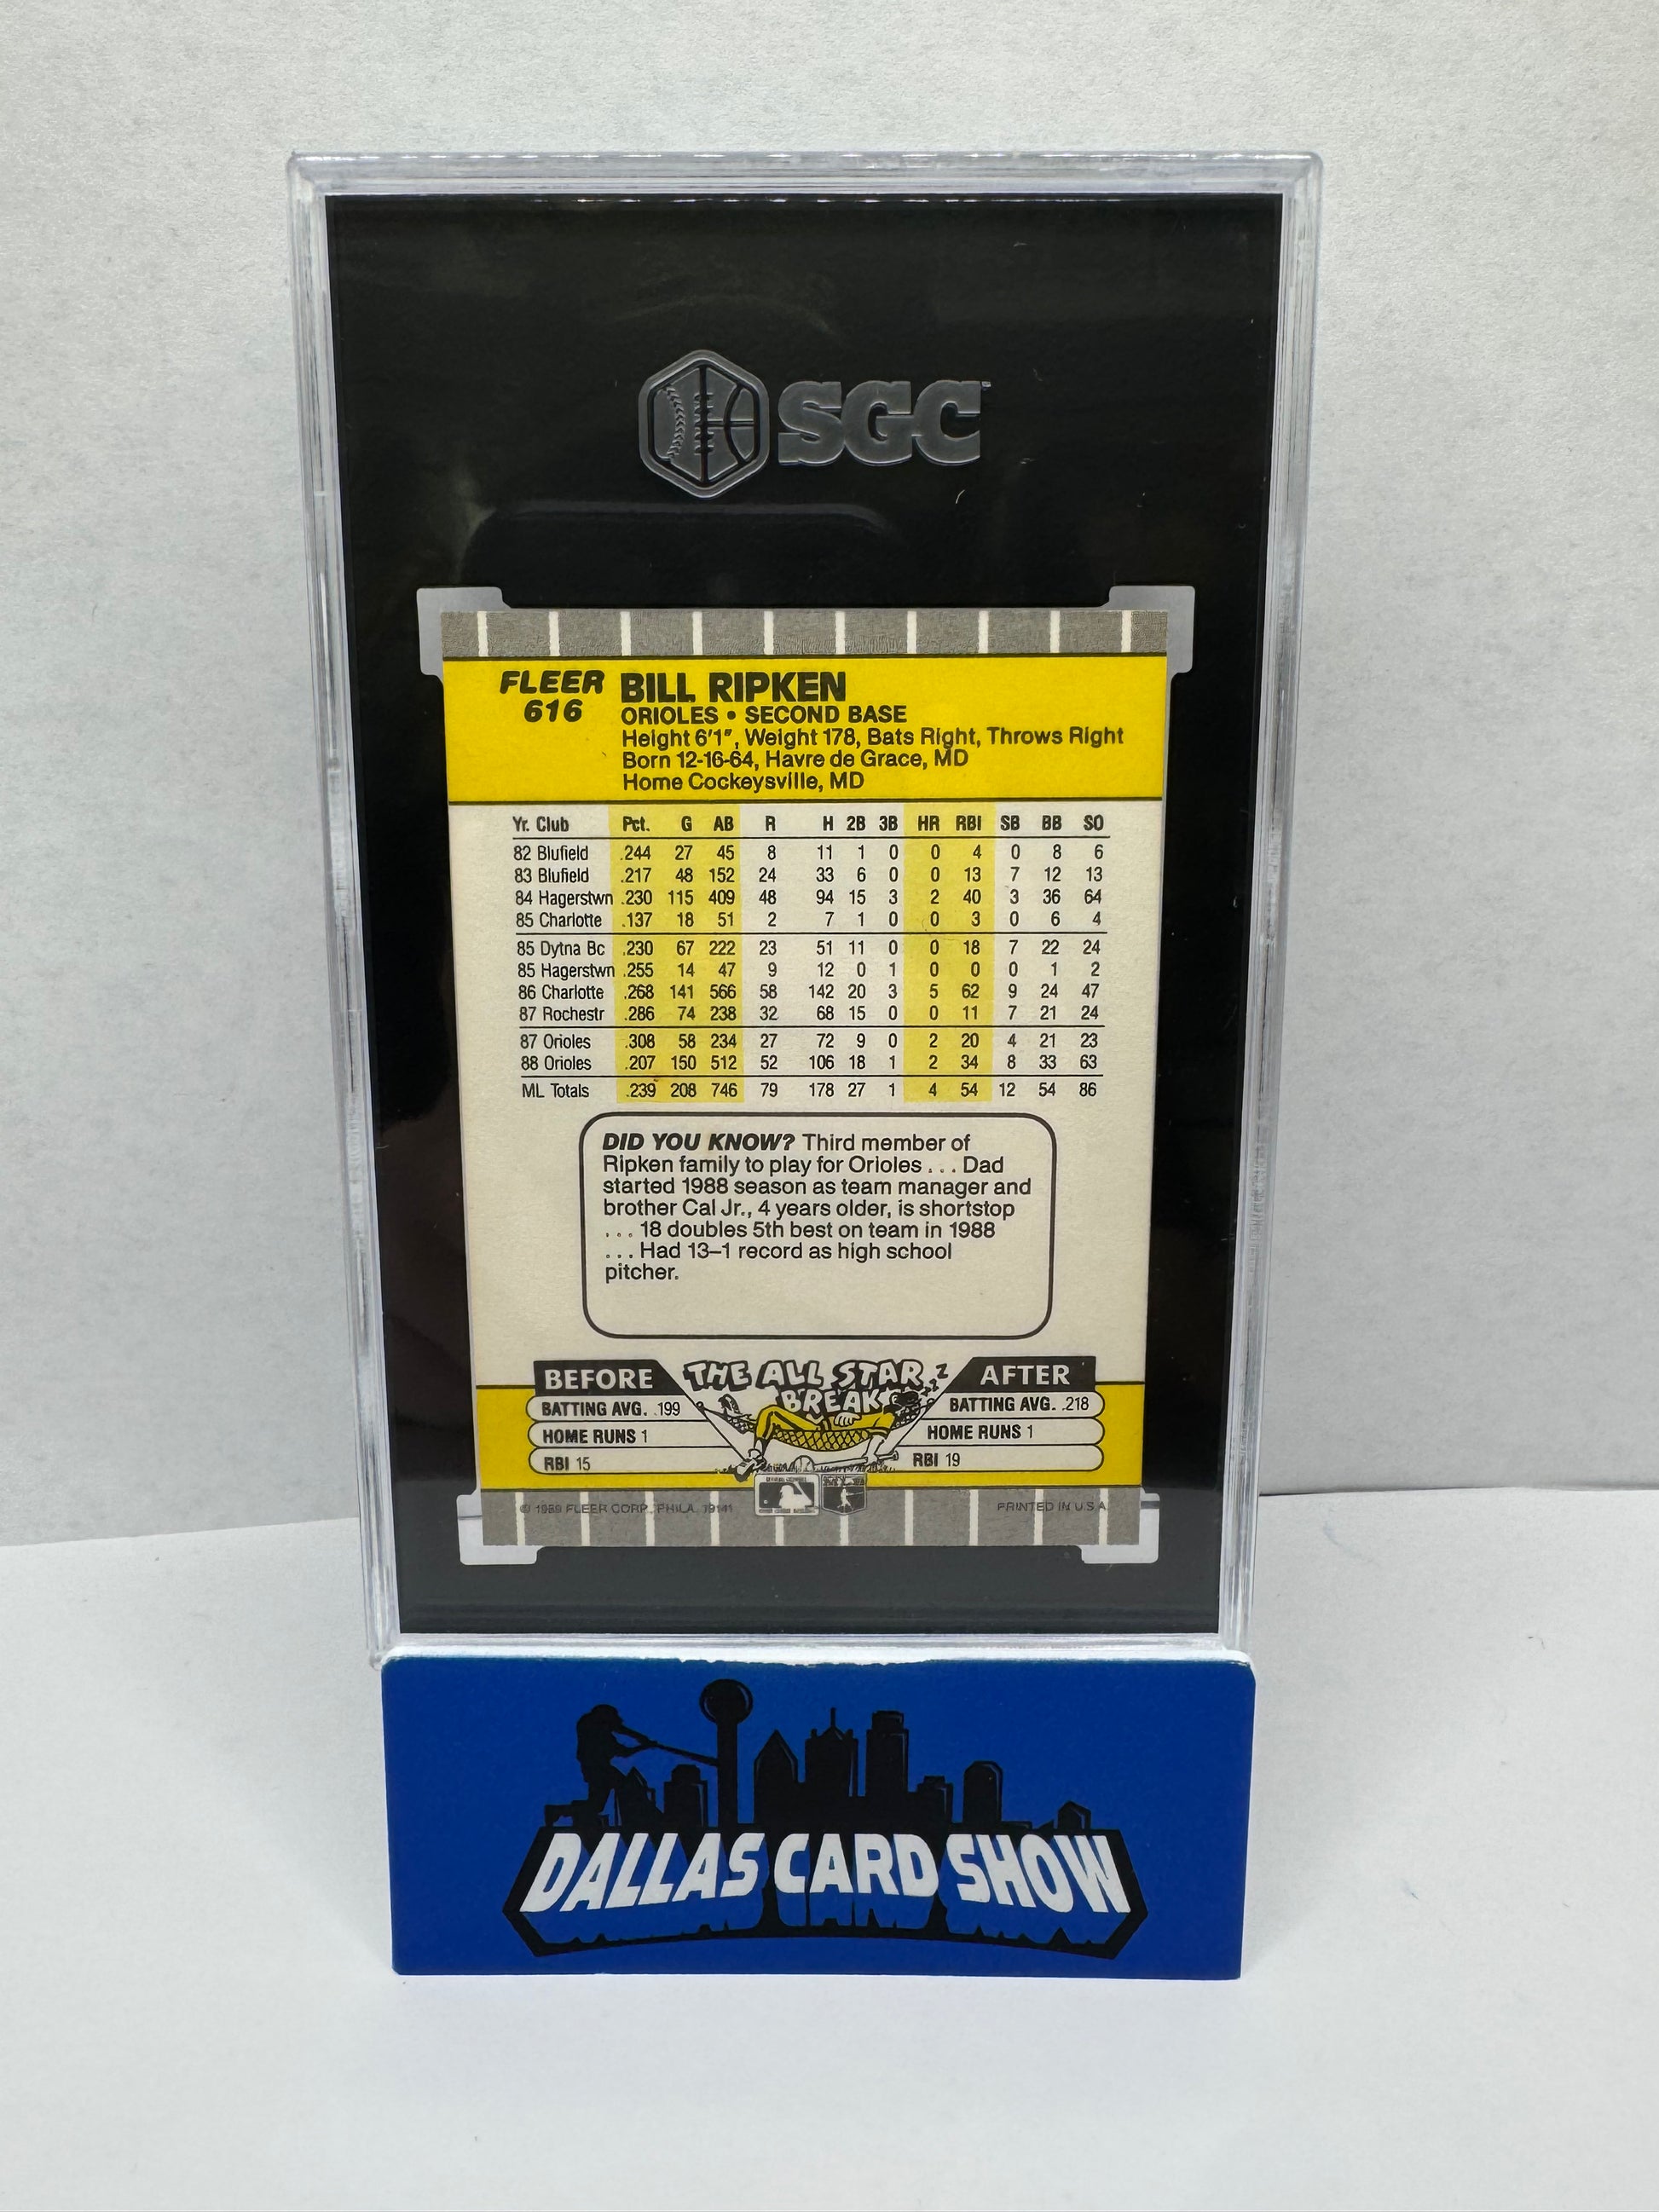 SGC
FLEER
616
BILL RIPKEN
ORIOLES • SECOND BASE
Height 6'1", Weight 178, Bats Right, Throws Right
Born 12-16-64, Havre de Grace, MD
Home Cockeysville, MD
Yr. Club Pct. G AB R H 2B 3B HR RBI SB BB SO
82 Blufield .244 27 45 8 11 1 0 0 4 0 8 6
83 Blufield .217 48 152 24 33 6 0 0 13 7 12 13
84 Hagerstwn .230 115 409 48 94 15 3 2 40 3 36 64
85 Charlotte .137 18 51 2 7 1 0 0 3 0 6 4
85 Dytna Bc .230 67 222 23 51 11 0 0 18 7 22 24
85 Hagerstwn .255 14 47 9 12 0 1 0 0 0 1 2
86 Charlotte .268 141 566 58 142 20 3 5 62 9 24 47
87 Rochestr .286 74 238 32 68 15 0 0 11 7 21 24
87 Orioles .308 58 234 27 72 9 0 2 20 4 21 23
88 Orioles .207 150 512 52 106 18 1 2 34 8 33 63
ML Totals .239 208 746 79 178 27 1 4 54 12 54 86
DID YOU KNOW? Third member of
Ripken family to play for Orioles . . . Dad
started 1988 season as team manager and
brother Cal Jr., 4 years older, is shortstop
. . . 18 doubles 5th best on team in 1988
. . . Had 13–1 record as high school
pitcher.
BEFORE THE ALL STAR BREAK AFTER
BATTING AVG. .199 BATTING AVG. .218
HOME RUNS 1 HOME RUNS 1
RBI 15 RBI 19
© 1989 FLEER CORP., PHILA. 19141 PRINTED IN U.S.A.
DALLAS CARD SHOW